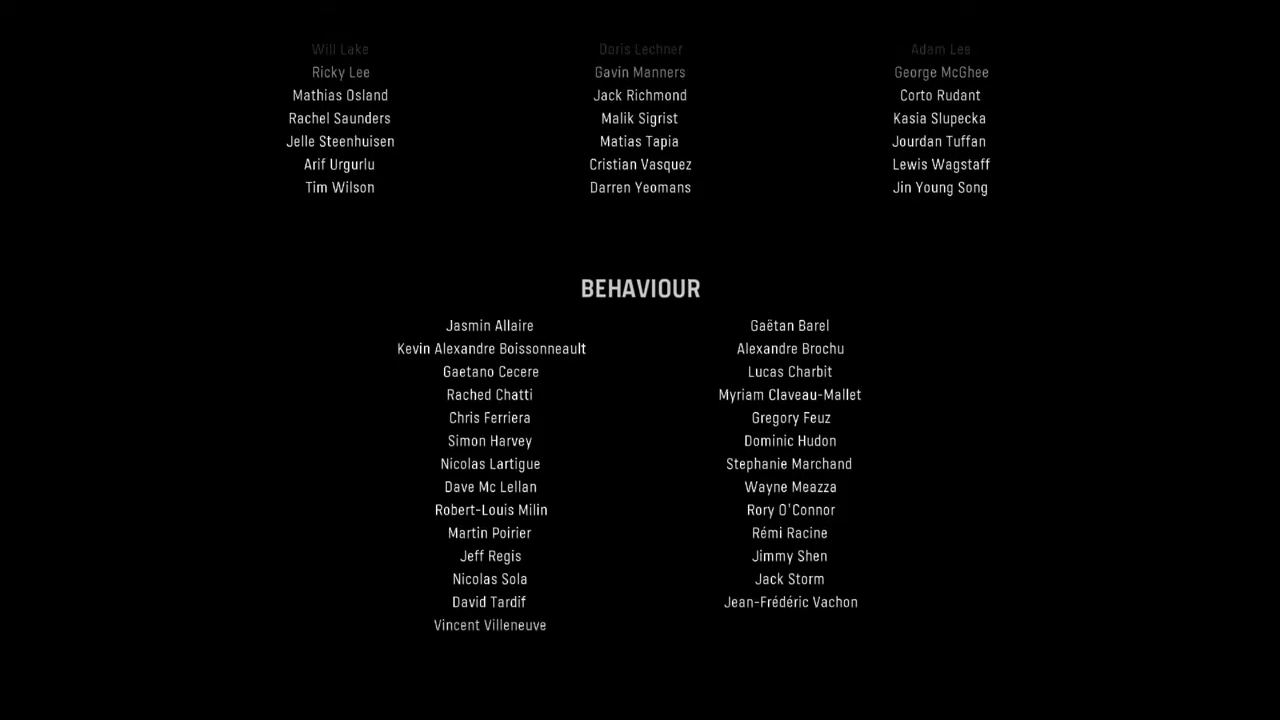 Will Lake Doris Lechner Adam Lee
Ricky Lee Gavin Manners George McGhee
Mathias Osland Jack Richmond Corto Rudant
Rachel Saunders Malik Sigrist Kasia Slupecka
Jelle Steenhuisen Matias Tapia Jourdan Tuffan
Arif Urgurlu Cristian Vasquez Lewis Wagstaff
Tim Wilson Darren Yeomans Jin Young Song
BEHAVIOUR
Jasmin Allaire Gaëtan Barel
Kevin Alexandre Boissonneault Alexandre Brochu
Gaetano Cecere Lucas Charbit
Rached Chatti Myriam Claveau-Mallet
Chris Ferriera Gregory Feuz
Simon Harvey Dominic Hudon
Nicolas Lartigue Stephanie Marchand
Dave Mc Lellan Wayne Meazza
Robert-Louis Milin Rory O'Connor
Martin Poirier Rémi Racine
Jeff Regis Jimmy Shen
Nicolas Sola Jack Storm
David Tardif Jean-Frédéric Vachon
Vincent Villeneuve